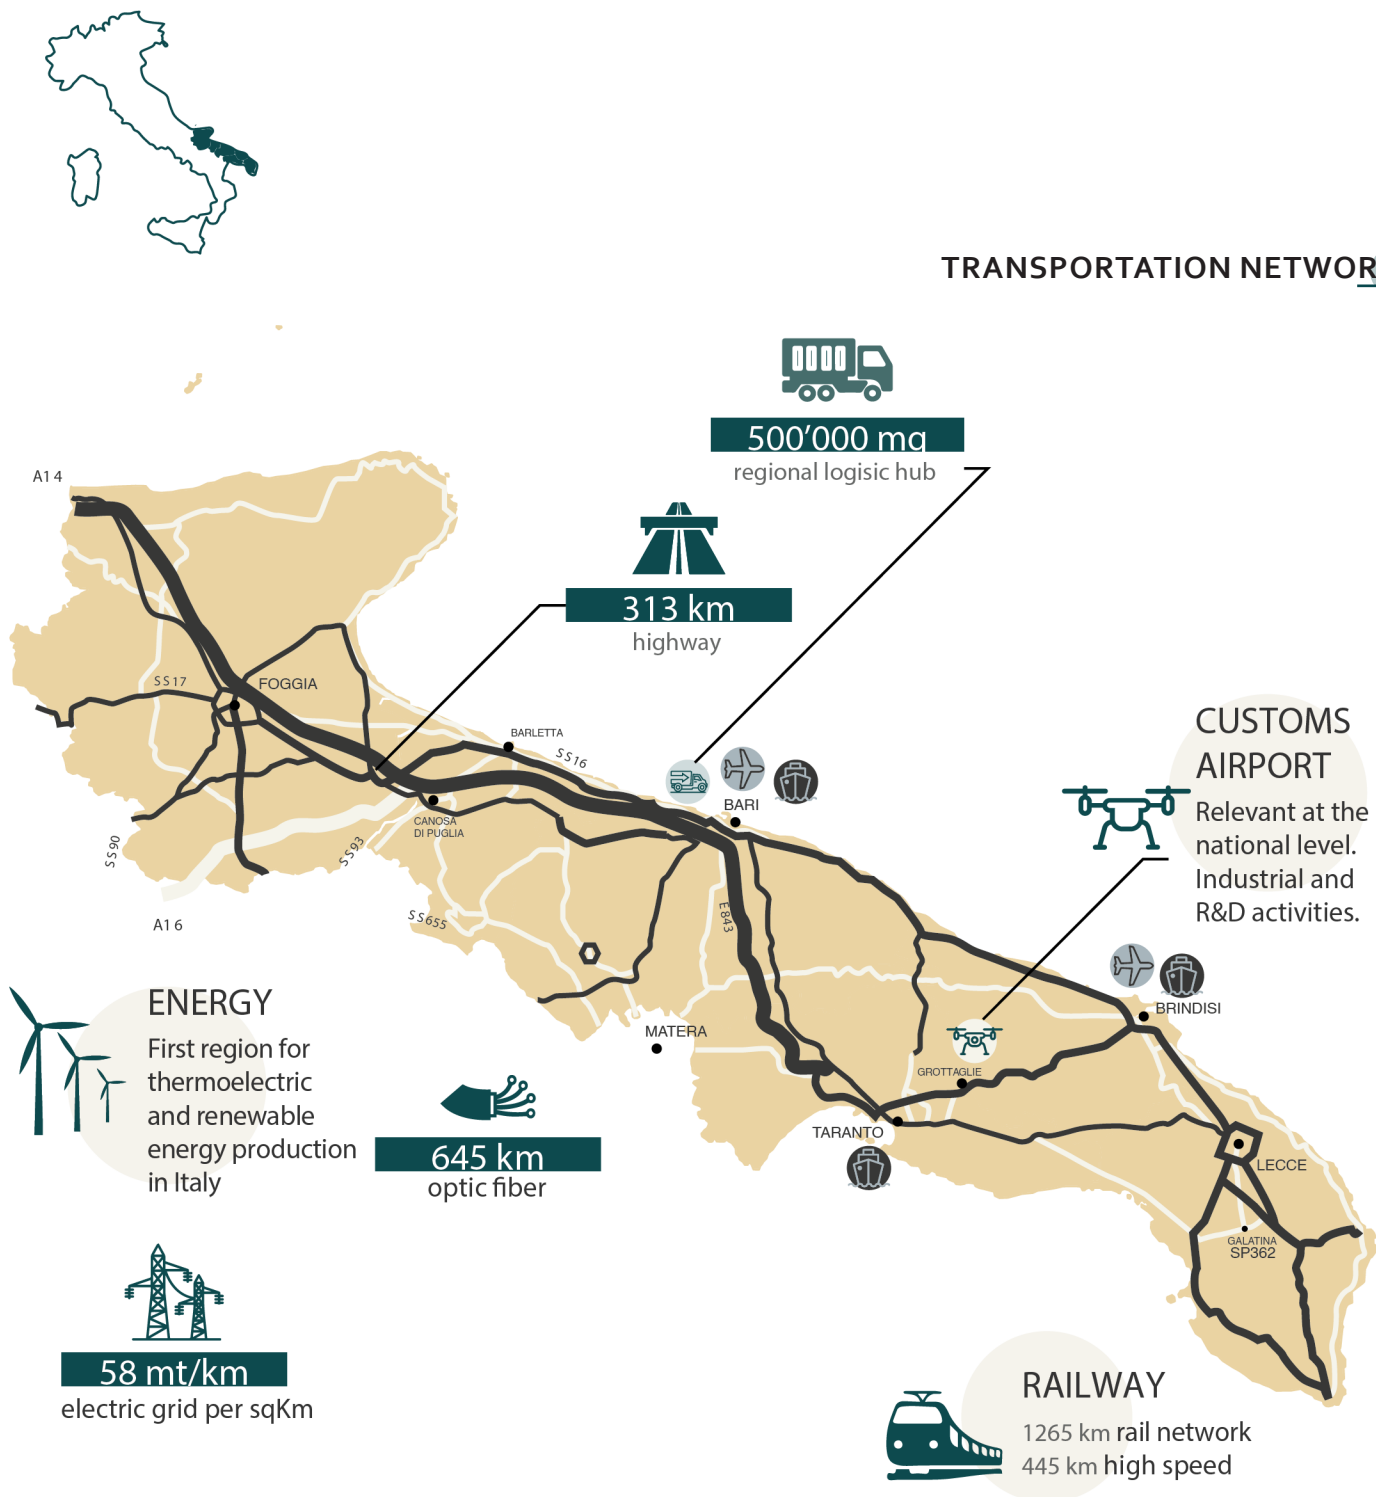 TRANSPORTATION NETWOR
500’000 mq
regional logisic hub
A14
313 km
highway
SS17
FOGGIA
BARLETTA
SS16
CUSTOMS
AIRPORT
Relevant at the
national level.
Industrial and
R&D activities.
BARI
CANOSA
DI PUGLIA
SS90
SS93
A16
SS655
E843
ENERGY
First region for
thermoelectric
and renewable
energy production
in Italy
BRINDISI
MATERA
GROTTAGLIE
645 km
optic fiber
TARANTO
LECCE
GALATINA
SP362
58 mt/km
electric grid per sqKm
RAILWAY
1265 km rail network
445 km high speed